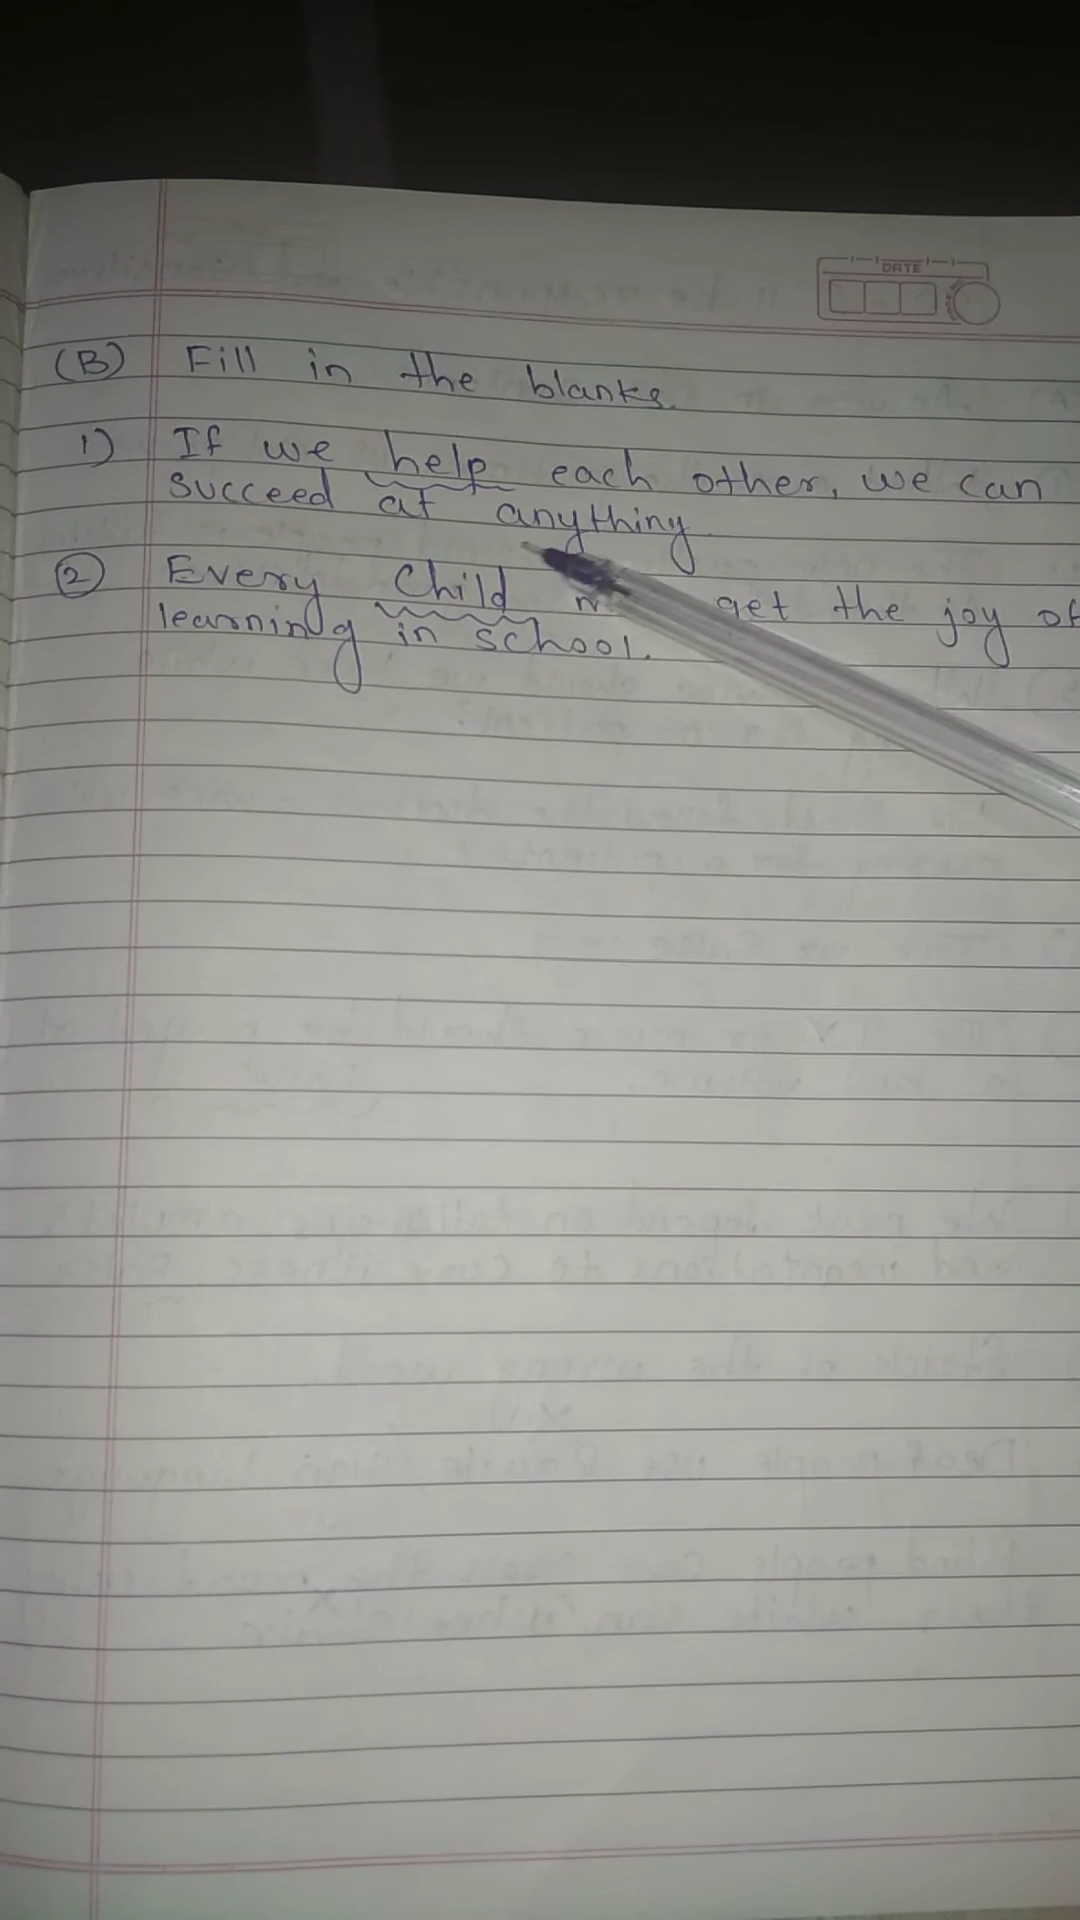 DATE
(B) Fill in the blanks.
1) If we help each other, we can
succeed at anything
2 Every Child get the joy of
learning in school.